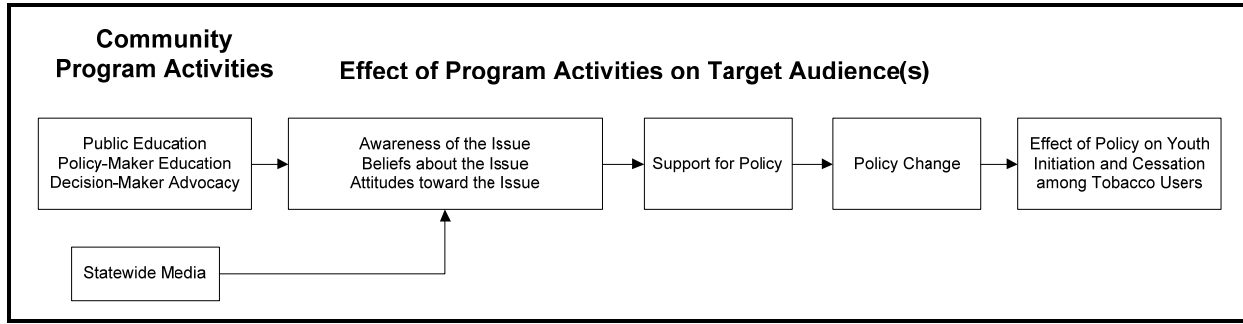 Community
Program Activities
Effect of Program Activities on Target Audience(s)
Public Education
Policy-Maker Education
Decision-Maker Advocacy
Awareness of the Issue
Beliefs about the Issue
Attitudes toward the Issue
Support for Policy
Policy Change
Effect of Policy on Youth
Initiation and Cessation
among Tobacco Users
Statewide Media